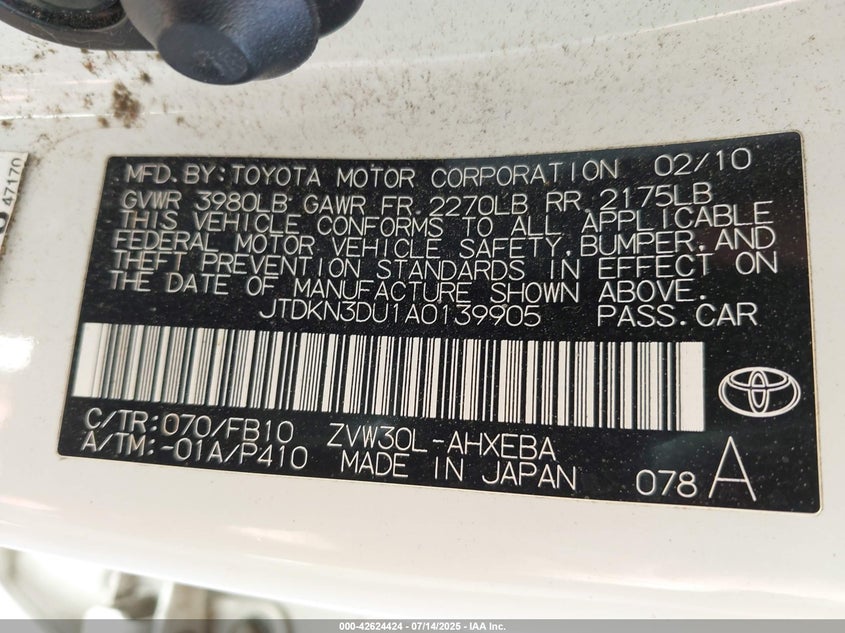 47170
MFD.BY:TOYOTA MOTOR CORPORATION 02/10
GVWR 3980LB GAWR FR.2270LB RR.2175LB
THIS VEHICLE CONFORMS TO ALL APPLICABLE
FEDERAL MOTOR VEHICLE SAFETY,BUMPER,AND
THEFT PREVENTION STANDARDS IN EFFECT ON
THE DATE OF MANUFACTURE SHOWN ABOVE.
JTDKN3DU1A0139905 PASS.CAR
C/TR:070/FB10 ZVW30L-AHXEBA
A/TM:-01A/P410 MADE IN JAPAN 078 A
000-42624424 - 07/14/2025 - IAA Inc.